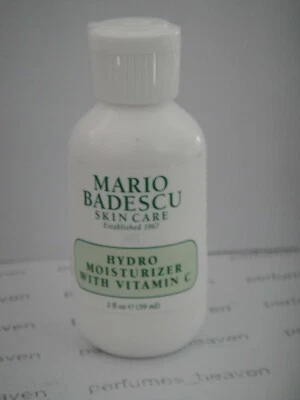 MARIO
BADESCU
SKIN CARE
Established 1967
HYDRO
MOISTURIZER
WITH VITAMIN C
2 fl oz ℮ (59 ml)
perfumes_heaven